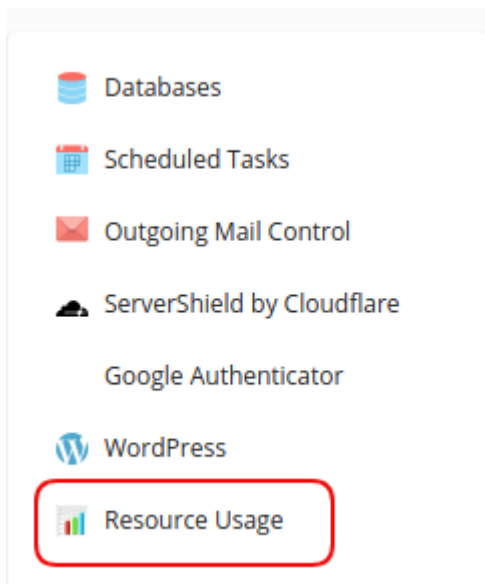 Databases
Scheduled Tasks
Outgoing Mail Control
ServerShield by Cloudflare
Google Authenticator
WordPress
Resource Usage